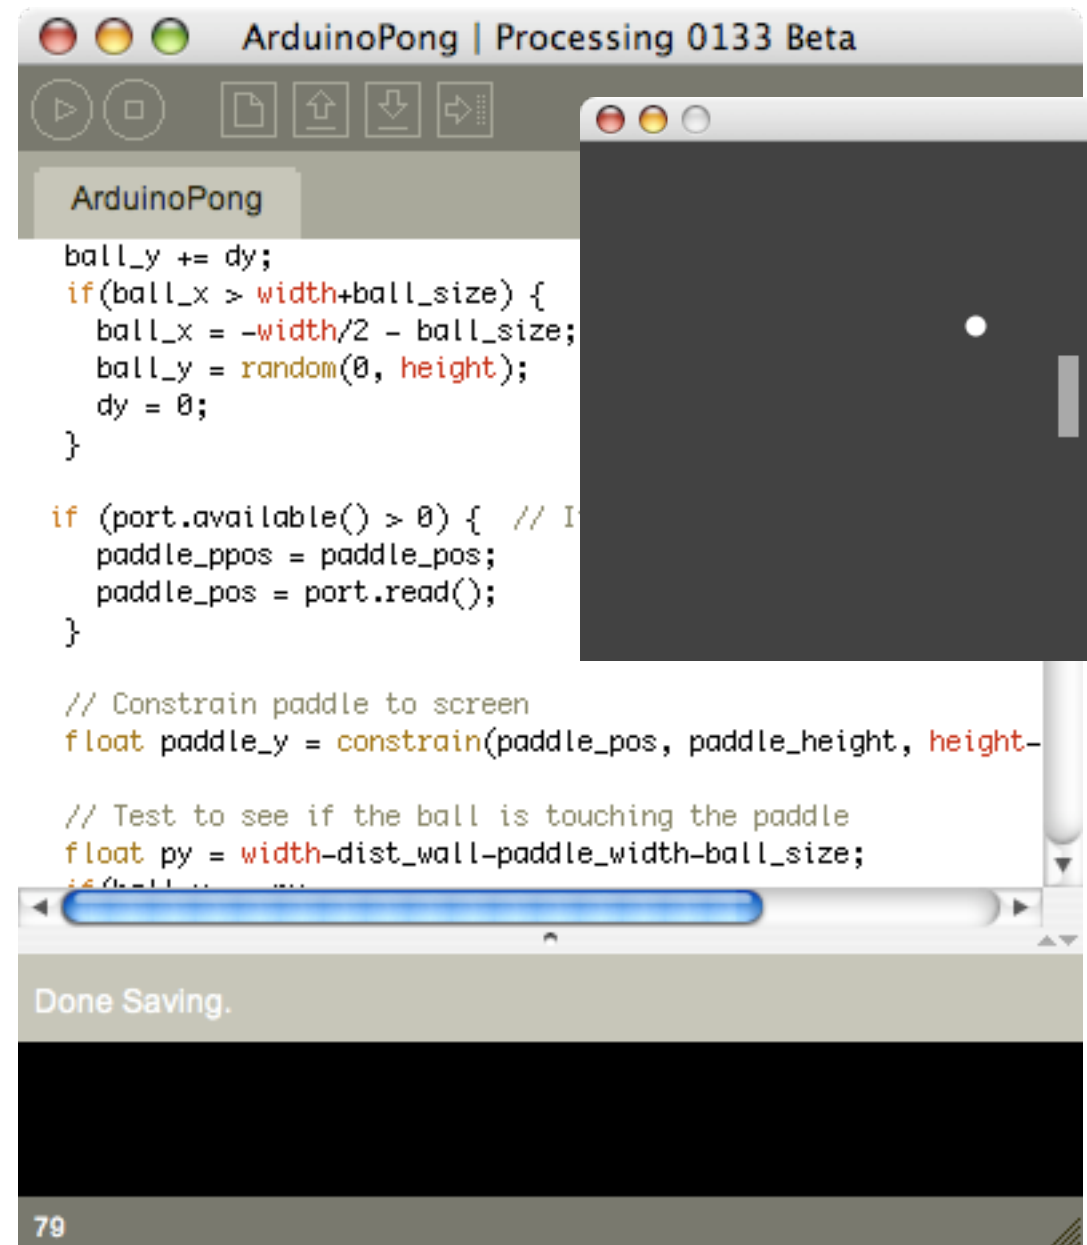 ArduinoPong | Processing 0133 Beta
ArduinoPong
ball_y += dy;
if(ball_x > width+ball_size) {
ball_x = -width/2 - ball_size;
ball_y = random(0, height);
dy = 0;
}
if (port.available() > 0) { //
paddle_ppos = paddle_pos;
paddle_pos = port.read();
}
// Constrain paddle to screen
float paddle_y = constrain(paddle_pos, paddle_height, height-
// Test to see if the ball is touching the paddle
float py = width-dist_wall-paddle_width-ball_size;
Done Saving.
79